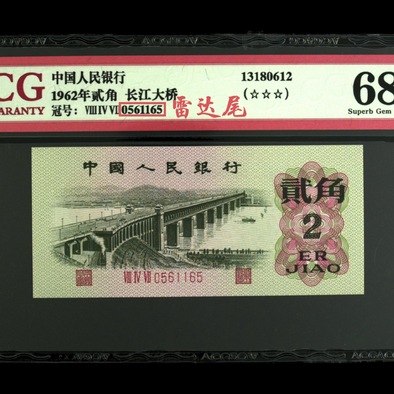 CG 中国人民银行 13180612 68
1962年贰角 长江大桥 (☆☆☆)
ARANTY 冠号: VIII IV VI 0561165 雷达尾 Superb Gem
中國人民銀行
貳角
2
ER
JIAO
VIII IV VII 0561165